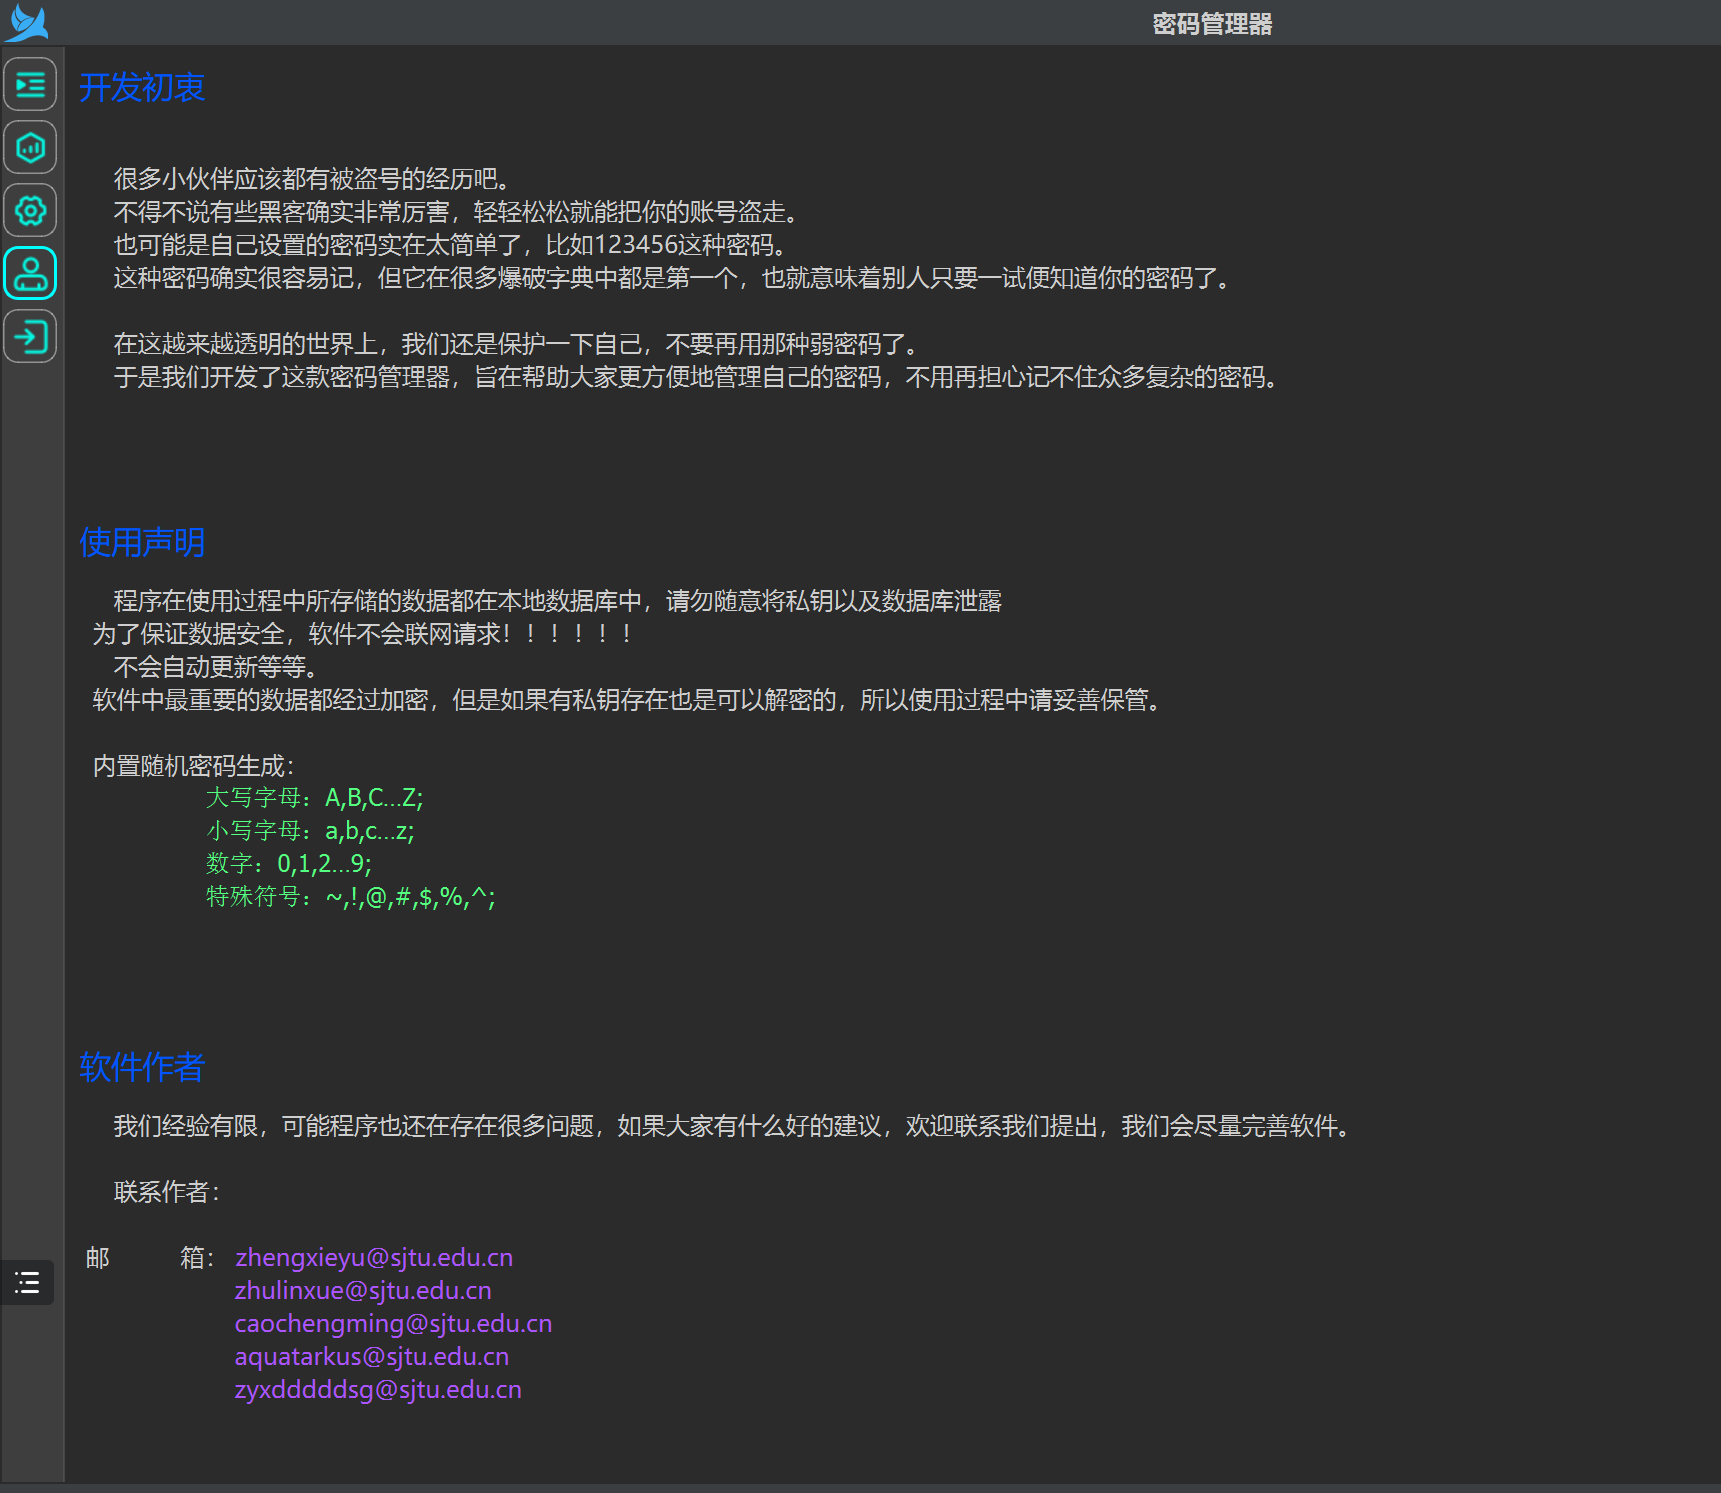 密码管理器
开发初衷
很多小伙伴应该都有被盗号的经历吧。
不得不说有些黑客确实非常厉害，轻轻松松就能把你的账号盗走。
也可能是自己设置的密码实在太简单了，比如123456这种密码。
这种密码确实很容易记，但它在很多爆破字典中都是第一个，也就意味着别人只要一试便知道你的密码了。
在这越来越透明的世界上，我们还是保护一下自己，不要再用那种弱密码了。
于是我们开发了这款密码管理器，旨在帮助大家更方便地管理自己的密码，不用再担心记不住众多复杂的密码。
使用声明
程序在使用过程中所存储的数据都在本地数据库中，请勿随意将私钥以及数据库泄露
为了保证数据安全，软件不会联网请求！！！！！！
不会自动更新等等。
软件中最重要的数据都经过加密，但是如果有私钥存在也是可以解密的，所以使用过程中请妥善保管。
内置随机密码生成：
大写字母：A,B,C...Z;
小写字母：a,b,c...z;
数字：0,1,2...9;
特殊符号：~,!,@,#,$,%,^;
软件作者
我们经验有限，可能程序也还在存在很多问题，如果大家有什么好的建议，欢迎联系我们提出，我们会尽量完善软件。
联系作者：
邮 箱： zhengxieyu@sjtu.edu.cn
zhulinxue@sjtu.edu.cn
caochengming@sjtu.edu.cn
aquatarkus@sjtu.edu.cn
zyxdddddsg@sjtu.edu.cn